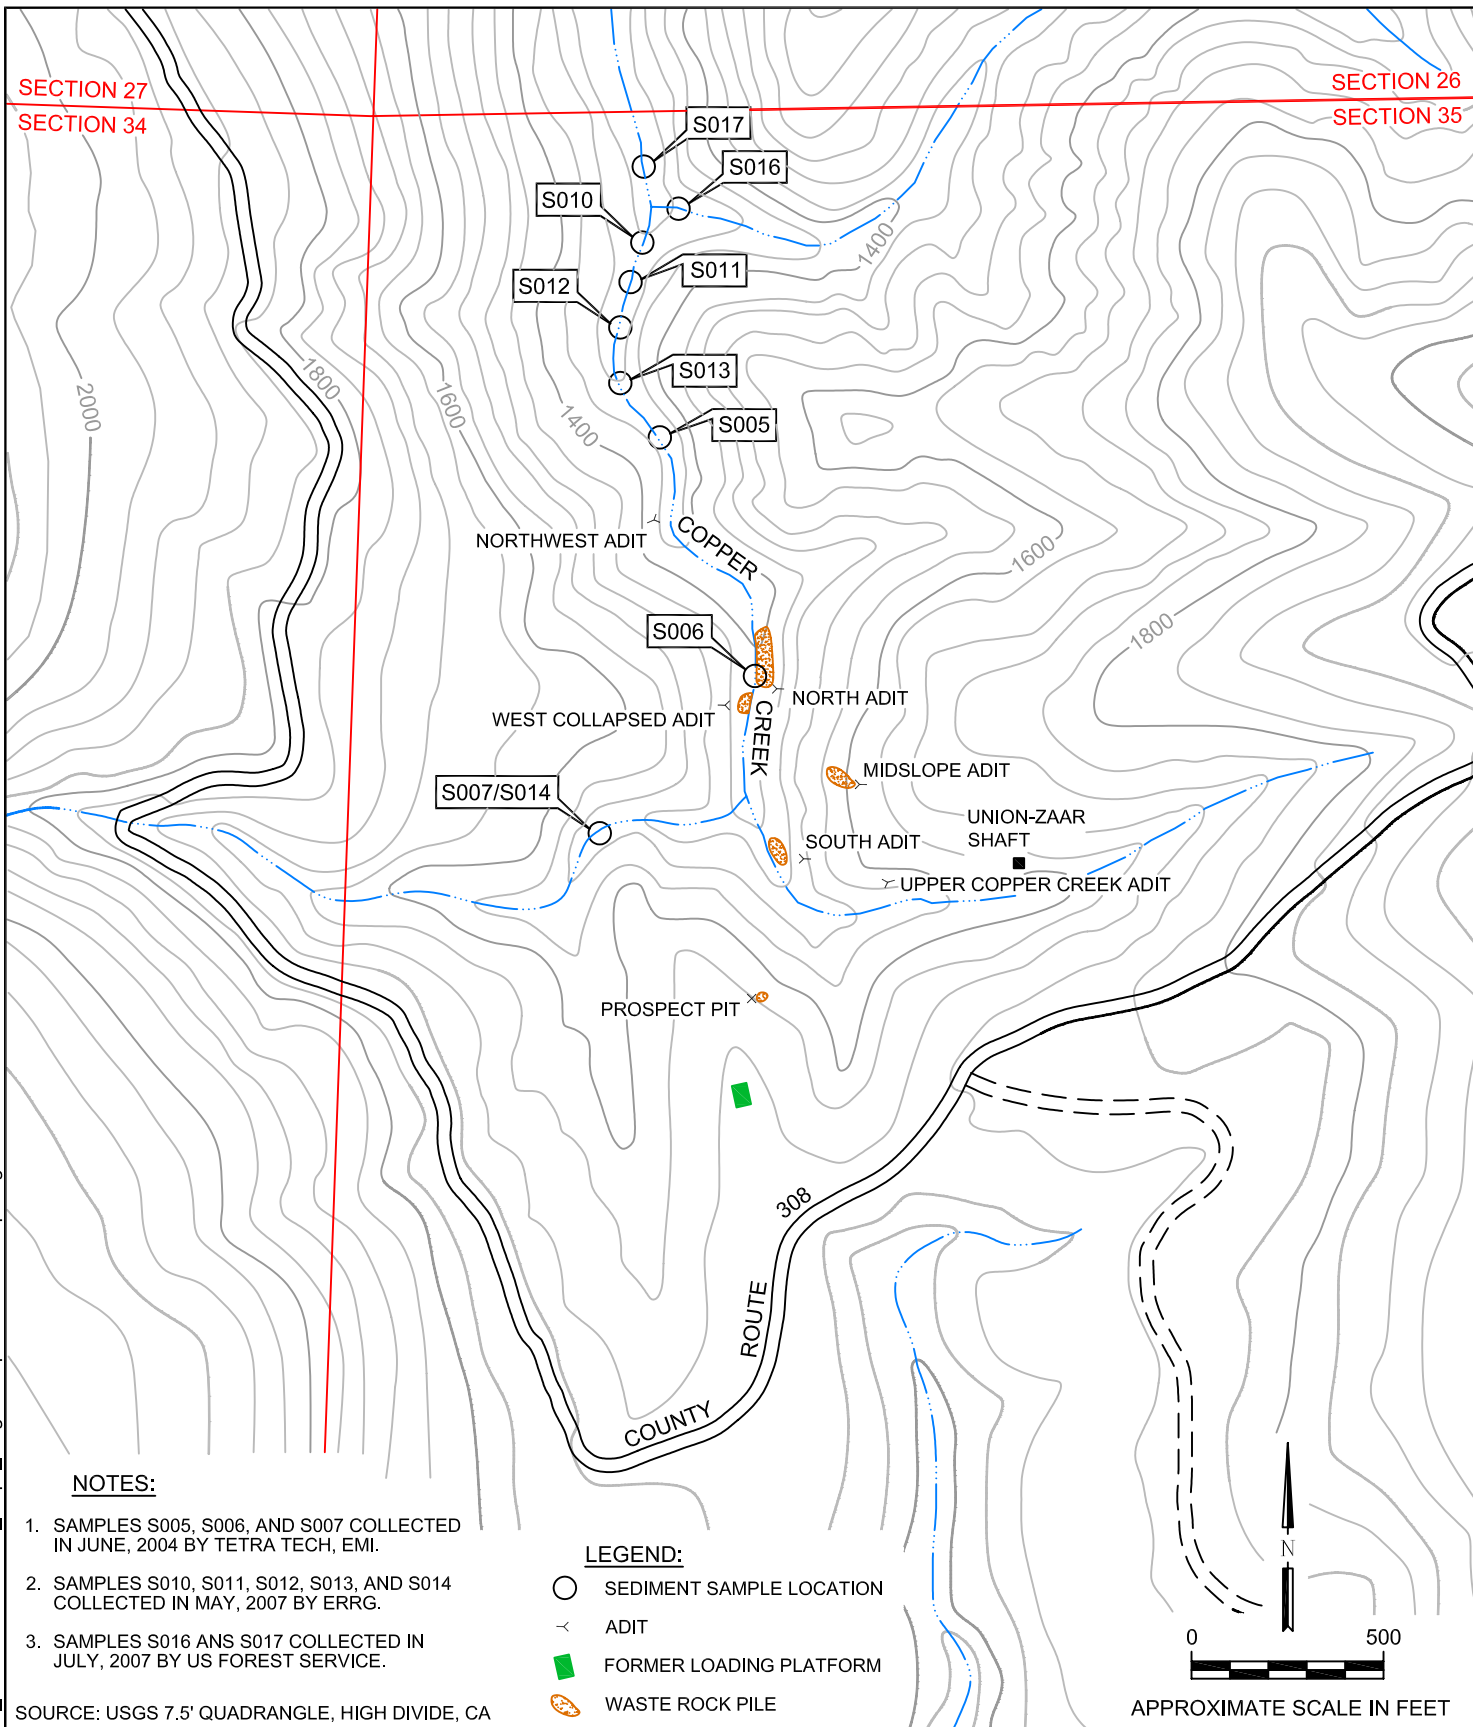 SECTION 27
SECTION 34
SECTION 26
SECTION 35
S017
S016
S010
S011
S012
S013
S005
1400
2000
1800
1600
1400
NORTHWEST ADIT
COPPER
CREEK
1600
1800
S006
NORTH ADIT
WEST COLLAPSED ADIT
MIDSLOPE ADIT
S007/S014
UNION-ZAAR
SHAFT
SOUTH ADIT
UPPER COPPER CREEK ADIT
PROSPECT PIT
COUNTY ROUTE 308
NOTES:
1. SAMPLES S005, S006, AND S007 COLLECTED
IN JUNE, 2004 BY TETRA TECH, EMI.
2. SAMPLES S010, S011, S012, S013, AND S014
COLLECTED IN MAY, 2007 BY ERRG.
3. SAMPLES S016 ANS S017 COLLECTED IN
JULY, 2007 BY US FOREST SERVICE.
SOURCE: USGS 7.5' QUADRANGLE, HIGH DIVIDE, CA
LEGEND:
SEDIMENT SAMPLE LOCATION
ADIT
FORMER LOADING PLATFORM
WASTE ROCK PILE
N
0 500
APPROXIMATE SCALE IN FEET